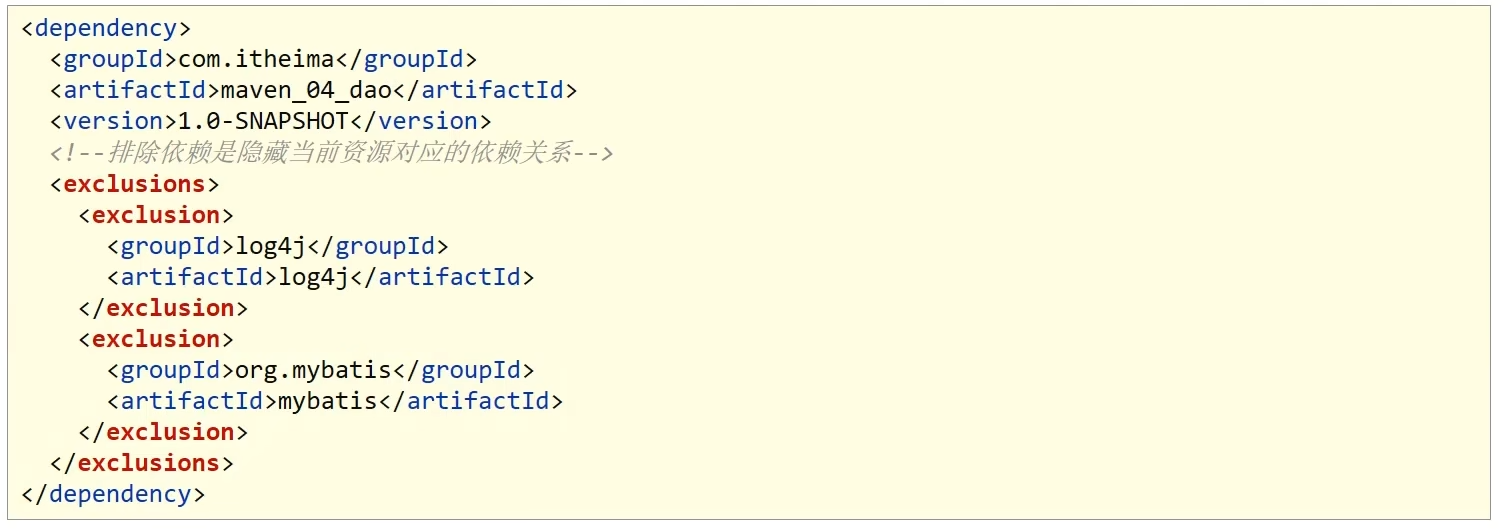 <dependency>
  <groupId>com.itheima</groupId>
  <artifactId>maven_04_dao</artifactId>
  <version>1.0-SNAPSHOT</version>
  <!--排除依赖是隐藏当前资源对应的依赖关系-->
  <exclusions>
    <exclusion>
      <groupId>log4j</groupId>
      <artifactId>log4j</artifactId>
    </exclusion>
    <exclusion>
      <groupId>org.mybatis</groupId>
      <artifactId>mybatis</artifactId>
    </exclusion>
  </exclusions>
</dependency>